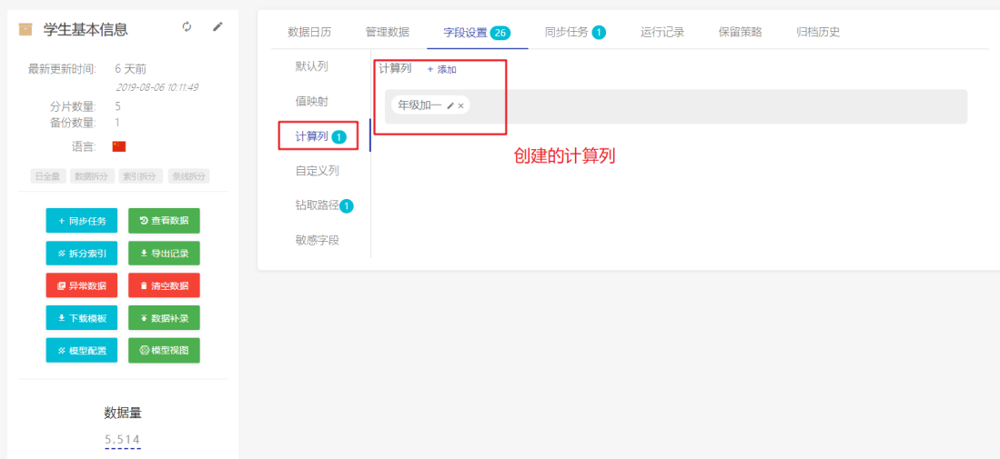 学生基本信息
最新更新时间: 6 天前
2019-08-06 10:11:49
分片数量: 5
备份数量: 1
语言:
日全量 数据拆分 索引拆分 条线拆分
+ 同步任务 查看数据
拆分索引 导出记录
异常数据 清空数据
下载模板 数据补录
模型配置 模型视图
数据量
5,514
数据日历 管理数据 字段设置 26 同步任务 1 运行记录 保留策略 归档历史
默认列
值映射
计算列 1
自定义列
钻取路径 1
敏感字段
计算列 + 添加
年级加一 ×
创建的计算列